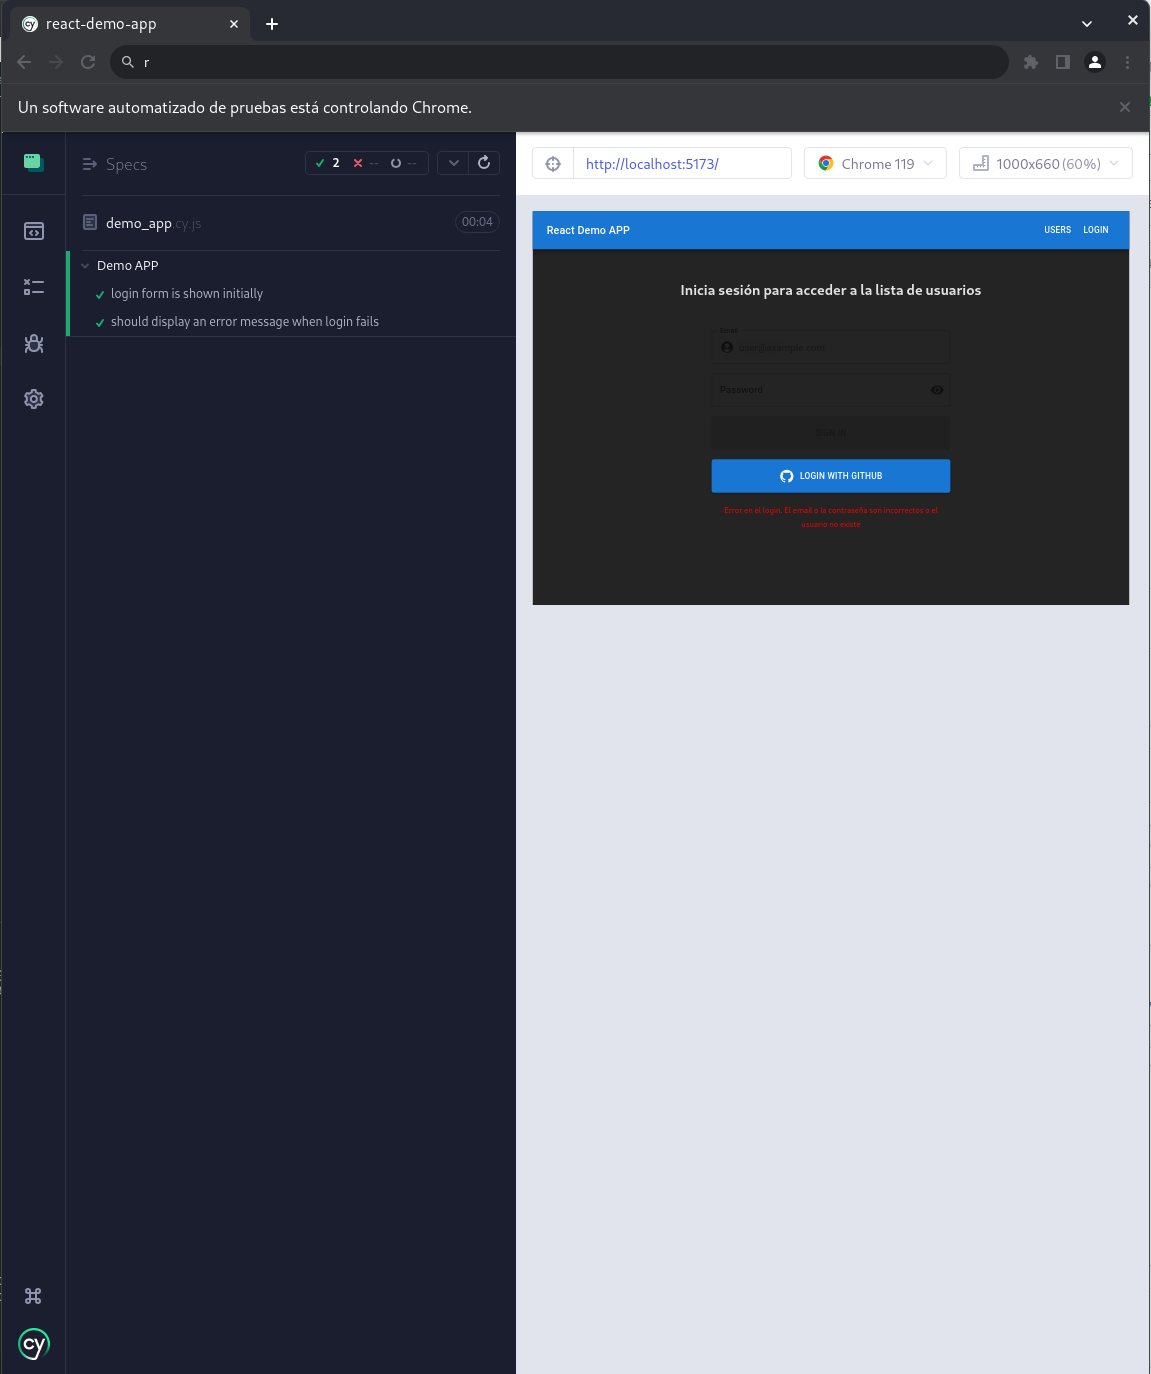 react-demo-app
r
Un software automatizado de pruebas está controlando Chrome.
Specs
2 -- --
demo_app.cy.js
00:04
Demo APP
login form is shown initially
should display an error message when login fails
cy
http://localhost:5173/
Chrome 119
1000x660 (60%)
React Demo APP
USERS
LOGIN
Inicia sesión para acceder a la lista de usuarios
Email
user@example.com
Password
SIGN IN
LOGIN WITH GITHUB
Error en el login. El email o la contraseña son incorrectos o el
usuario no existe